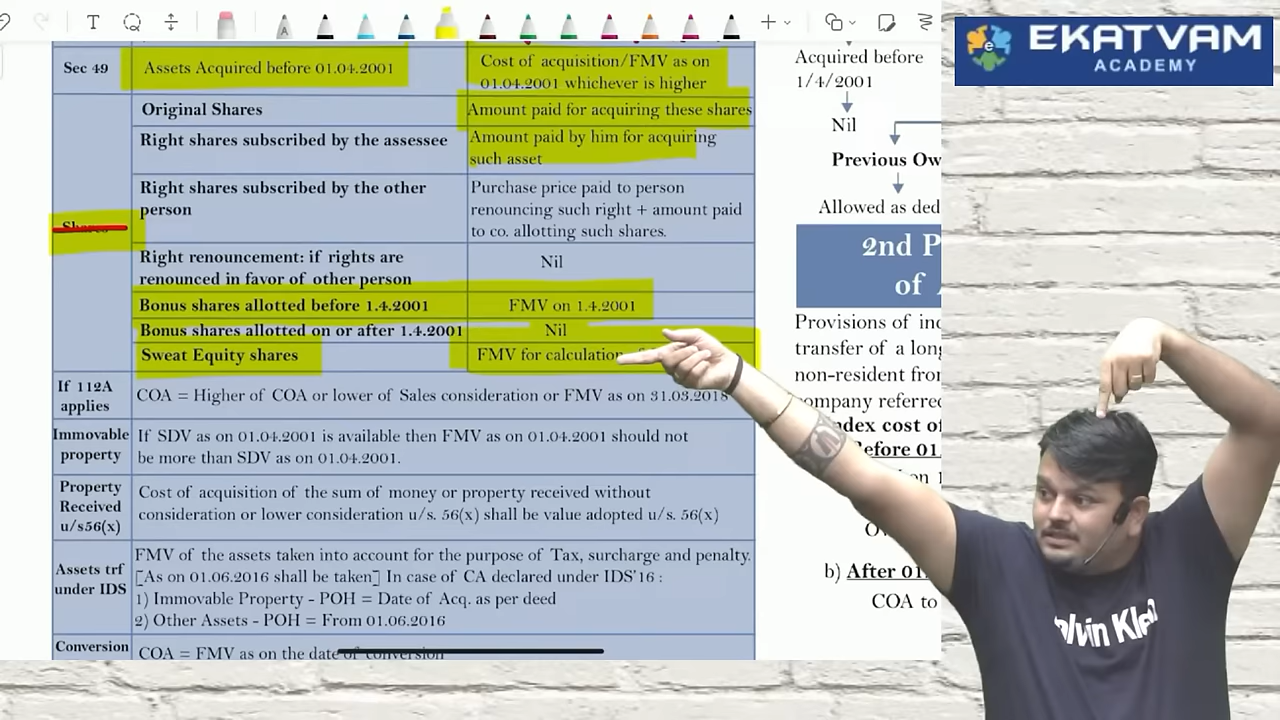 EKATVAM
ACADEMY
Sec 49
Assets Acquired before 01.04.2001
Cost of acquisition/FMV as on
01.04.2001 whichever is higher
Shares
Original Shares
Amount paid for acquiring these shares
Right shares subscribed by the assessee
Amount paid by him for acquiring
such asset
Right shares subscribed by the other
person
Purchase price paid to person
renouncing such right + amount paid
to co. allotting such shares.
Right renouncement: if rights are
renounced in favor of other person
Nil
Bonus shares allotted before 1.4.2001
FMV on 1.4.2001
Bonus shares allotted on or after 1.4.2001
Nil
Sweat Equity shares
FMV for calculation
If 112A
applies
COA = Higher of COA or lower of Sales consideration or FMV as on 31.03.2018
Immovable
property
If SDV as on 01.04.2001 is available then FMV as on 01.04.2001 should not
be more than SDV as on 01.04.2001.
Property
Received
u/s56(x)
Cost of acquisition of the sum of money or property received without
consideration or lower consideration u/s. 56(x) shall be value adopted u/s. 56(x)
Assets trf
under IDS
FMV of the assets taken into account for the purpose of Tax, surcharge and penalty.
[As on 01.06.2016 shall be taken] In case of CA declared under IDS'16 :
1) Immovable Property - POH = Date of Acq. as per deed
2) Other Assets - POH = From 01.06.2016
Conversion
COA = FMV as on the date of conversion
Acquired before
1/4/2001
Nil
Previous Ow
Allowed as ded
2nd P
of
Provisions of inc
transfer of a long
non-resident from
company referred
ndex cost of
Before 01
on 1
b) After 01
COA to
alvin Kle